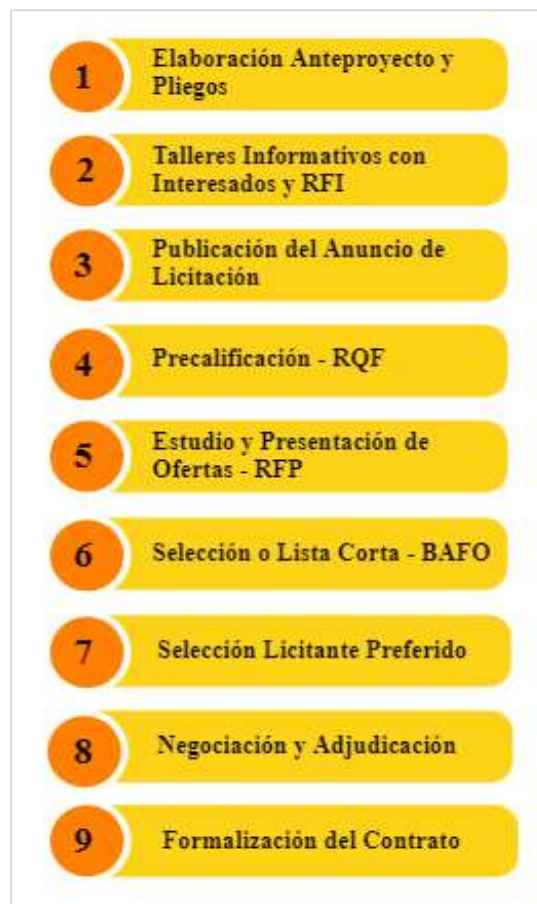 1
Elaboración Anteproyecto y
Pliegos
2
Talleres Informativos con
Interesados y RFI
3
Publicación del Anuncio de
Licitación
4
Precalificación - RQF
5
Estudio y Presentación de
Ofertas - RFP
6
Selección o Lista Corta - BAFO
7
Selección Licitante Preferido
8
Negociación y Adjudicación
9
Formalización del Contrato